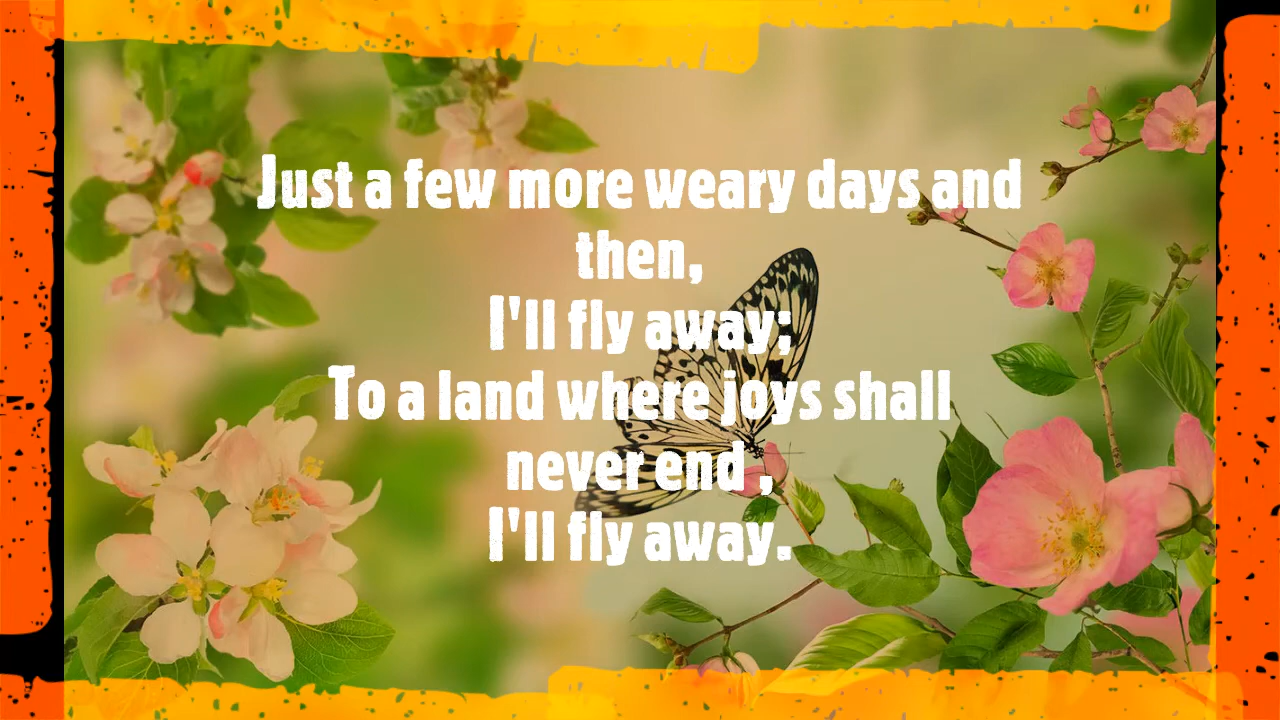 Just a few more weary days and
then,
I'll fly away;
To a land where joys shall
never end ,
I'll fly away.